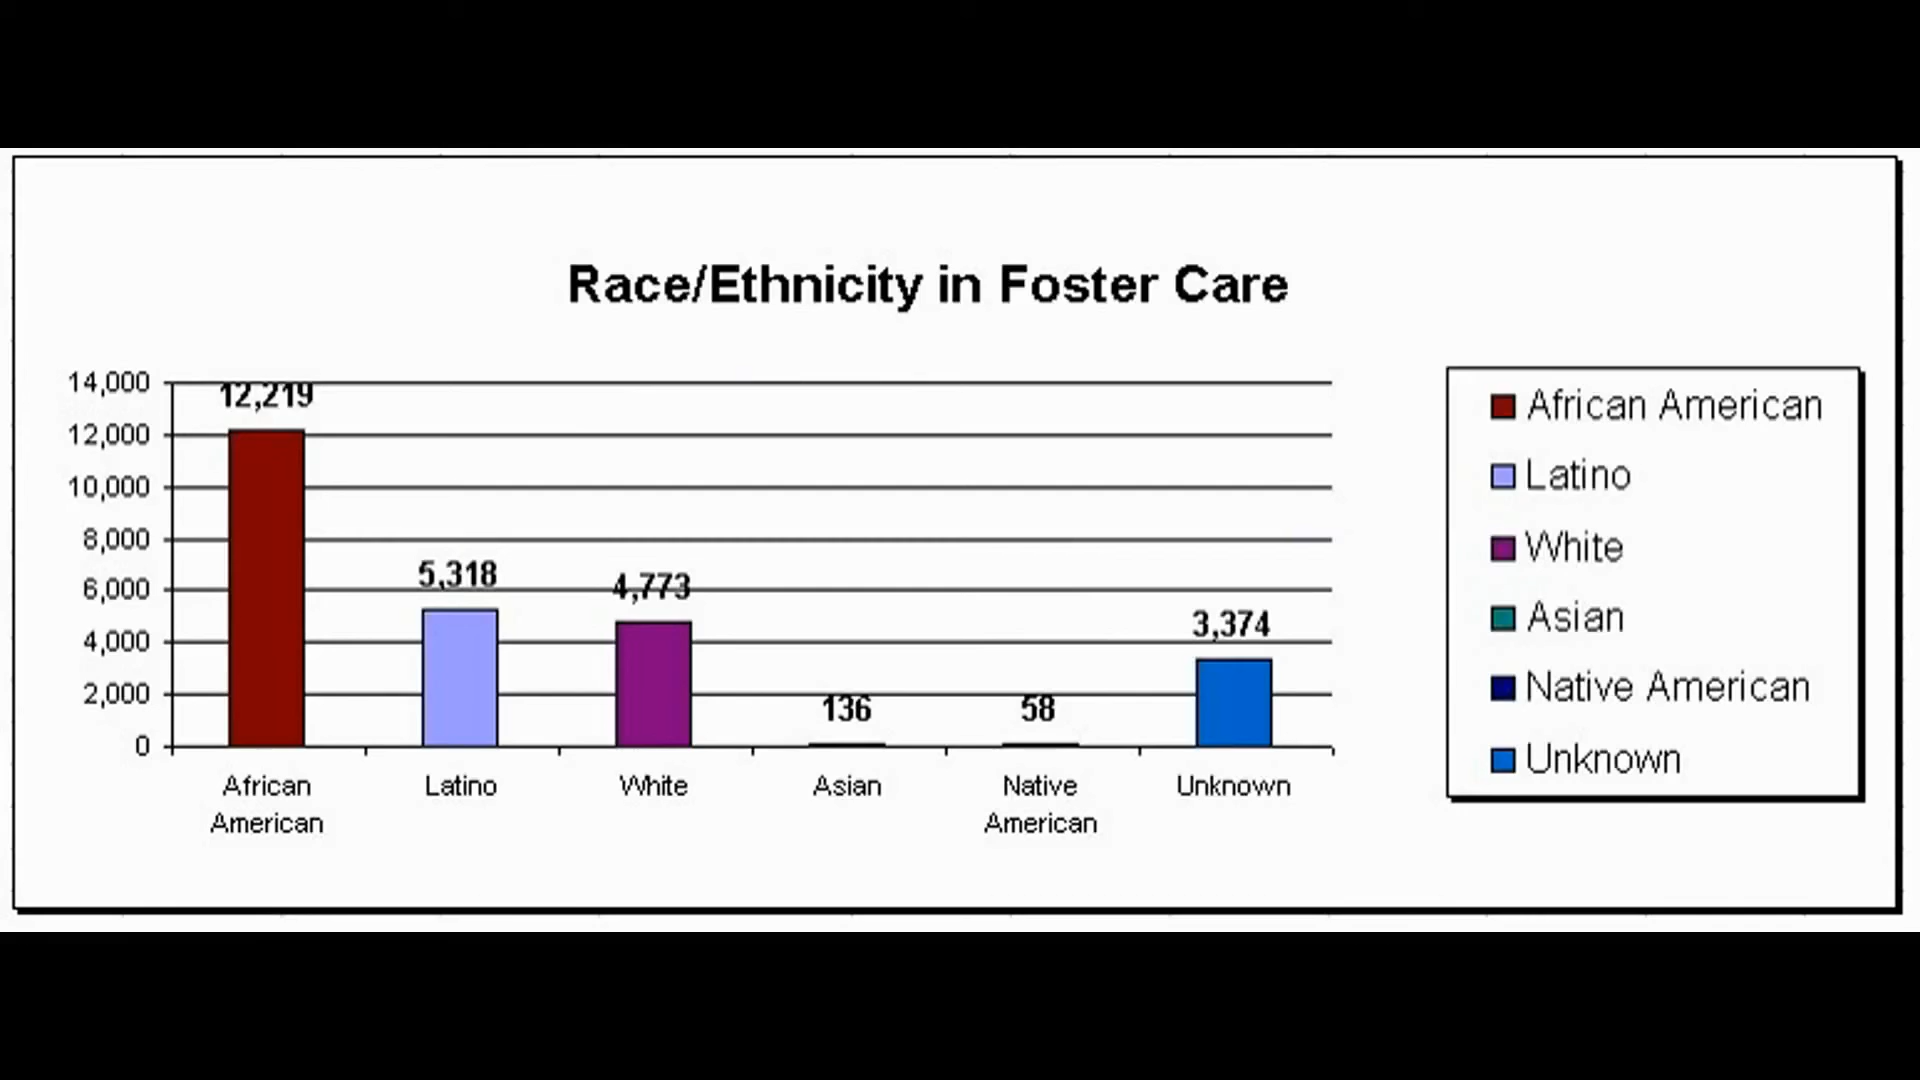 Race/Ethnicity in Foster Care
14,000
12,000
10,000
8,000
6,000
4,000
2,000
0
12,219
5,318
4,773
136
58
3,374
African
American
Latino
White
Asian
Native
American
Unknown
African American
Latino
White
Asian
Native American
Unknown